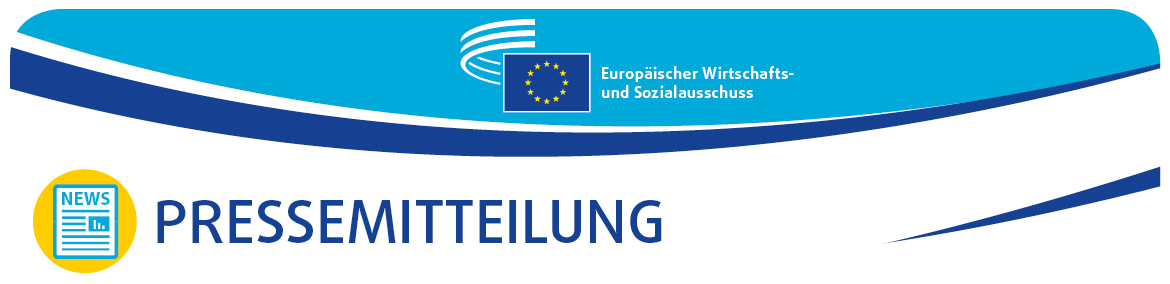 Europäischer Wirtschafts-
und Sozialausschuss
NEWS
PRESSEMITTEILUNG